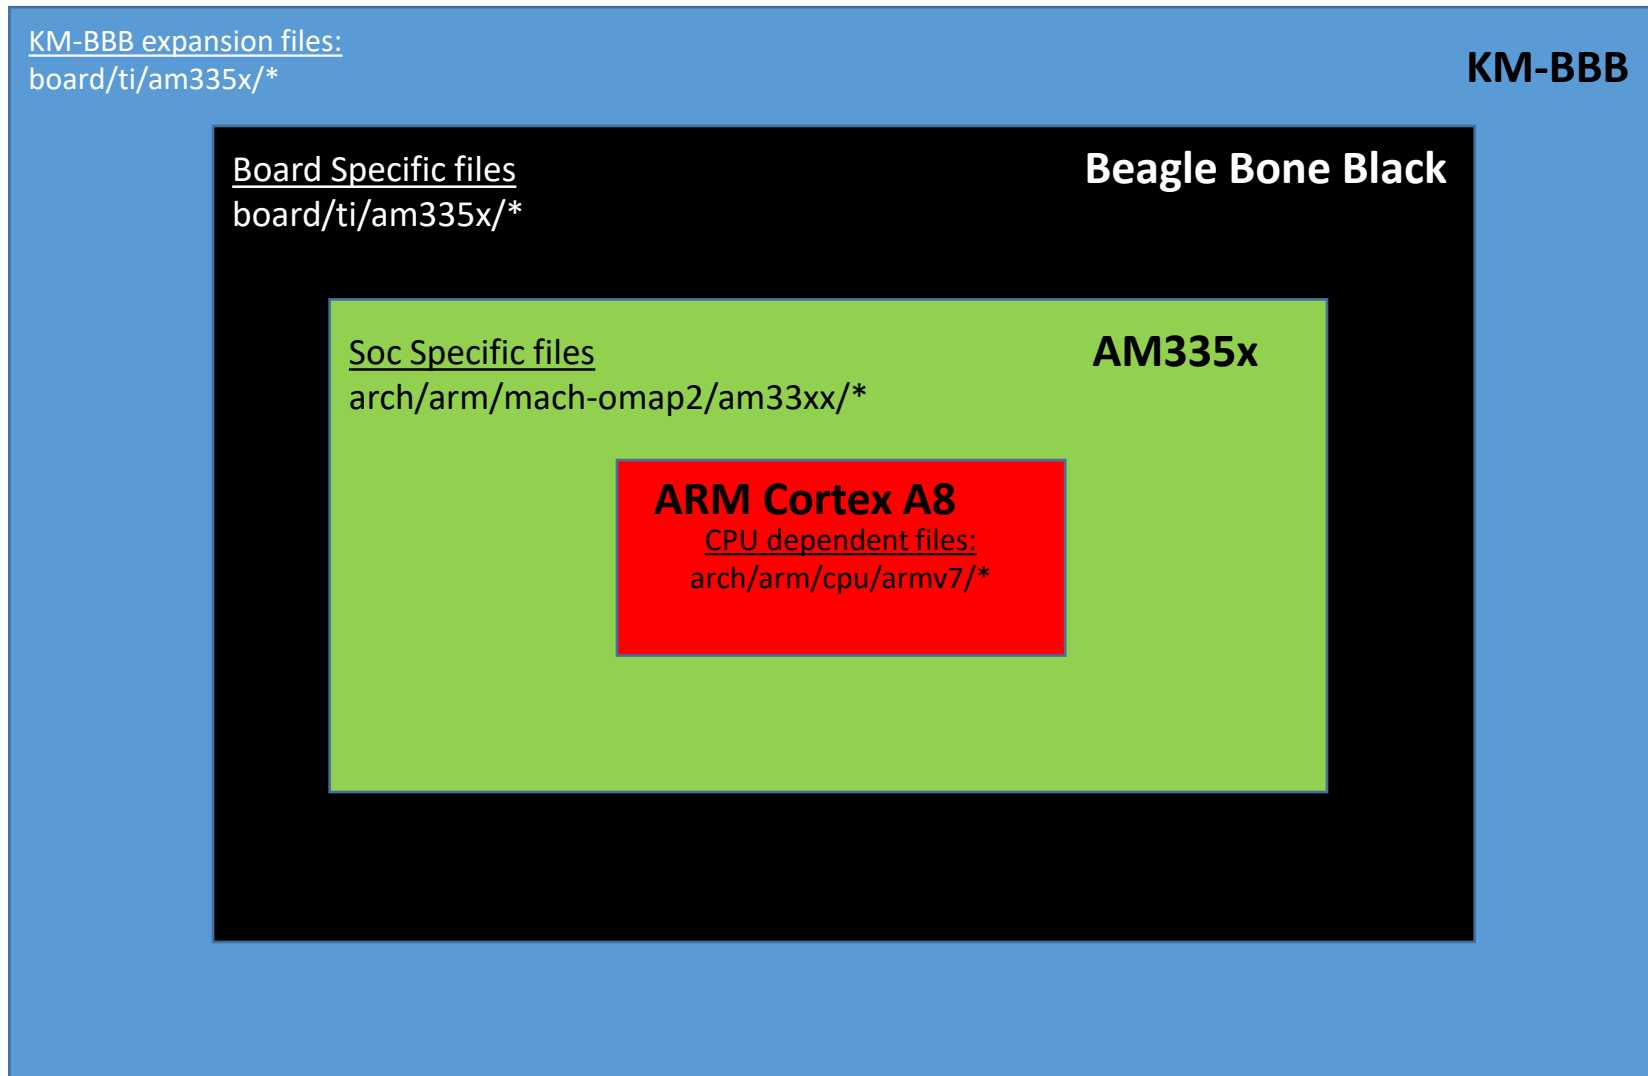 KM-BBB expansion files:
board/ti/am335x/*
KM-BBB
Board Specific files
board/ti/am335x/*
Beagle Bone Black
Soc Specific files
arch/arm/mach-omap2/am33xx/*
AM335x
ARM Cortex A8
CPU dependent files:
arch/arm/cpu/armv7/*